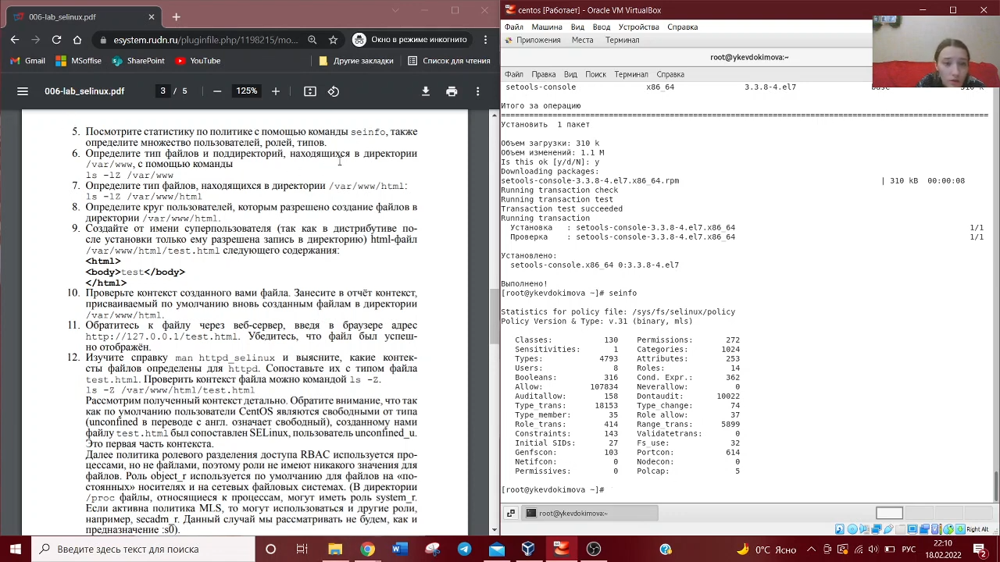 006-lab_selinux.pdf
esystem.rudn.ru/pluginfile.php/1198215/mo...
Окно в режиме инкогнито
Gmail
MSoffise
SharePoint
YouTube
Другие закладки
Список для чтения
006-lab_selinux.pdf
3 / 5
125%
5. Посмотрите статистику по политике с помощью команды seinfo, также
определите множество пользователей, ролей, типов.
6. Определите тип файлов и поддиректорий, находящихся в директории
/var/www, с помощью команды
ls -lZ /var/www
7. Определите тип файлов, находящихся в директории /var/www/html:
ls -lZ /var/www/html
8. Определите круг пользователей, которым разрешено создание файлов в
директории /var/www/html.
9. Создайте от имени суперпользователя (так как в дистрибутиве по-
сле установки только ему разрешена запись в директорию) html-файл
/var/www/html/test.html следующего содержания:
<html>
<body>test</body>
</html>
10. Проверьте контекст созданного вами файла. Занесите в отчёт контекст,
присваиваемый по умолчанию вновь созданным файлам в директории
/var/www/html.
11. Обратитесь к файлу через веб-сервер, введя в браузере адрес
http://127.0.0.1/test.html. Убедитесь, что файл был успеш-
но отображён.
12. Изучите справку man httpd_selinux и выясните, какие контек-
сты файлов определены для httpd. Сопоставьте их с типом файла
test.html. Проверить контекст файла можно командой ls -Z.
ls -Z /var/www/html/test.html
Рассмотрим полученный контекст детально. Обратите внимание, что так
как по умолчанию пользователи CentOS являются свободными от типа
(unconfined в переводе с англ. означает свободный), созданному нами
файлу test.html был сопоставлен SELinux, пользователь unconfined_u.
Это первая часть контекста.
Далее политика ролевого разделения доступа RBAC используется про-
цессами, но не файлами, поэтому роли не имеют никакого значения для
файлов. Роль object_r используется по умолчанию для файлов на «по-
стоянных» носителях и на сетевых файловых системах. (В директории
/proc файлы, относящиеся к процессам, могут иметь роль system_r.
Если активна политика MLS, то могут использоваться и другие роли,
например, secadm_r. Данный случай мы рассматривать не будем, как и
предназначение :s0).
centos [Работает] - Oracle VM VirtualBox
Файл Машина Вид Ввод Устройства Справка
Приложения Места Терминал
root@ykevdokimova:~
Файл Правка Вид Поиск Терминал Справка
setools-console x86_64 3.3.8-4.el7 base 310 k
Итого за операцию
================================================================================
Установить 1 пакет
Объем загрузки: 310 k
Объем изменений: 1.1 M
Is this ok [y/d/N]: y
Downloading packages:
setools-console-3.3.8-4.el7.x86_64.rpm | 310 kB 00:00:08
Running transaction check
Running transaction test
Transaction test succeeded
Running transaction
Установка : setools-console-3.3.8-4.el7.x86_64 1/1
Проверка : setools-console-3.3.8-4.el7.x86_64 1/1
Установлено:
setools-console.x86_64 0:3.3.8-4.el7
Выполнено!
[root@ykevdokimova ~]# seinfo
Statistics for policy file: /sys/fs/selinux/policy
Policy Version & Type: v.31 (binary, mls)
Classes: 130 Permissions: 272
Sensitivities: 1 Categories: 1024
Types: 4793 Attributes: 253
Users: 8 Roles: 14
Booleans: 316 Cond. Expr.: 362
Allow: 107834 Neverallow: 0
Auditallow: 158 Dontaudit: 10022
Type_trans: 18153 Type_change: 74
Type_member: 35 Role allow: 37
Role_trans: 414 Range_trans: 5899
Constraints: 143 Validatetrans: 0
Initial SIDs: 27 Fs_use: 32
Genfscon: 103 Portcon: 614
Netifcon: 0 Nodecon: 0
Permissives: 0 Polcap: 5
[root@ykevdokimova ~]#
root@ykevdokimova:~
Right Alt
Введите здесь текст для поиска
0°C Ясно
РУС
22:10
18.02.2022
2